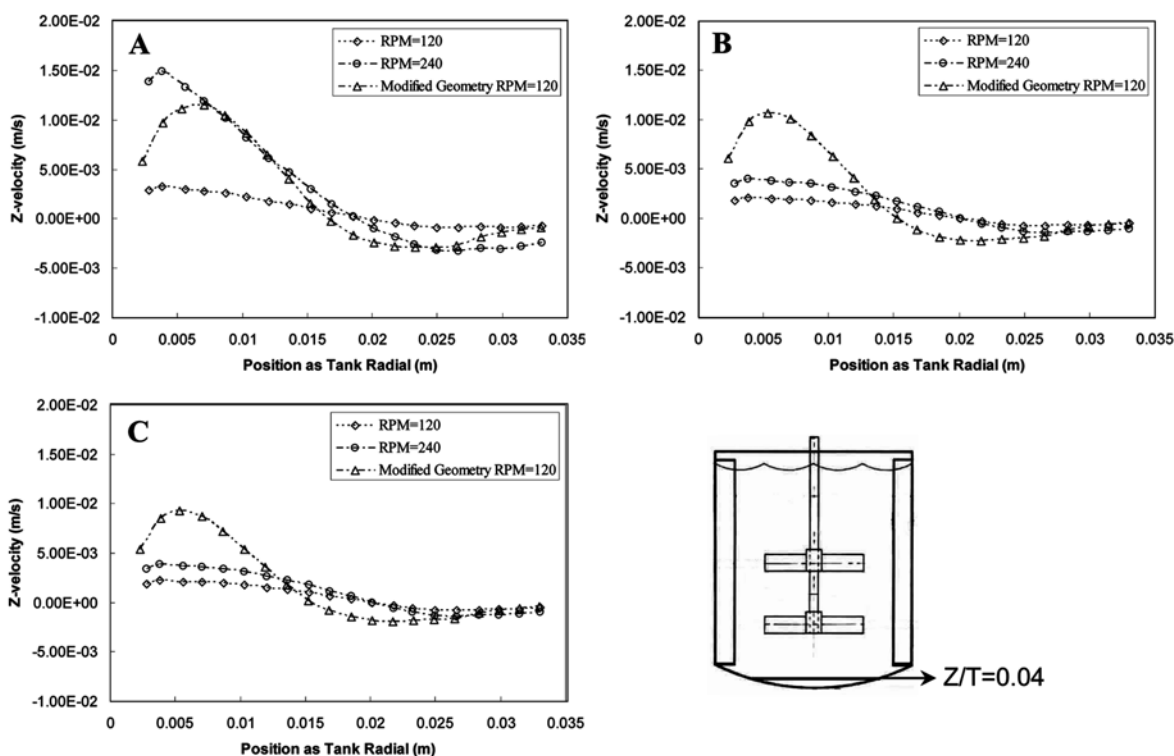 A
RPM=120
RPM=240
Modified Geometry RPM=120
2.00E-02
1.50E-02
1.00E-02
5.00E-03
0.00E+00
-5.00E-03
-1.00E-02
Z-velocity (m/s)
0 0.005 0.01 0.015 0.02 0.025 0.03 0.035
Position as Tank Radial (m)
B
RPM=120
RPM=240
Modified Geometry RPM=120
2.00E-02
1.50E-02
1.00E-02
5.00E-03
0.00E+00
-5.00E-03
-1.00E-02
Z-velocity (m/s)
0 0.005 0.01 0.015 0.02 0.025 0.03 0.035
Position as Tank Radial (m)
C
RPM=120
RPM=240
Modified Geometry RPM=120
2.00E-02
1.50E-02
1.00E-02
5.00E-03
0.00E+00
-5.00E-03
-1.00E-02
Z-velocity (m/s)
0 0.005 0.01 0.015 0.02 0.025 0.03 0.035
Position as Tank Radial (m)
Z/T=0.04